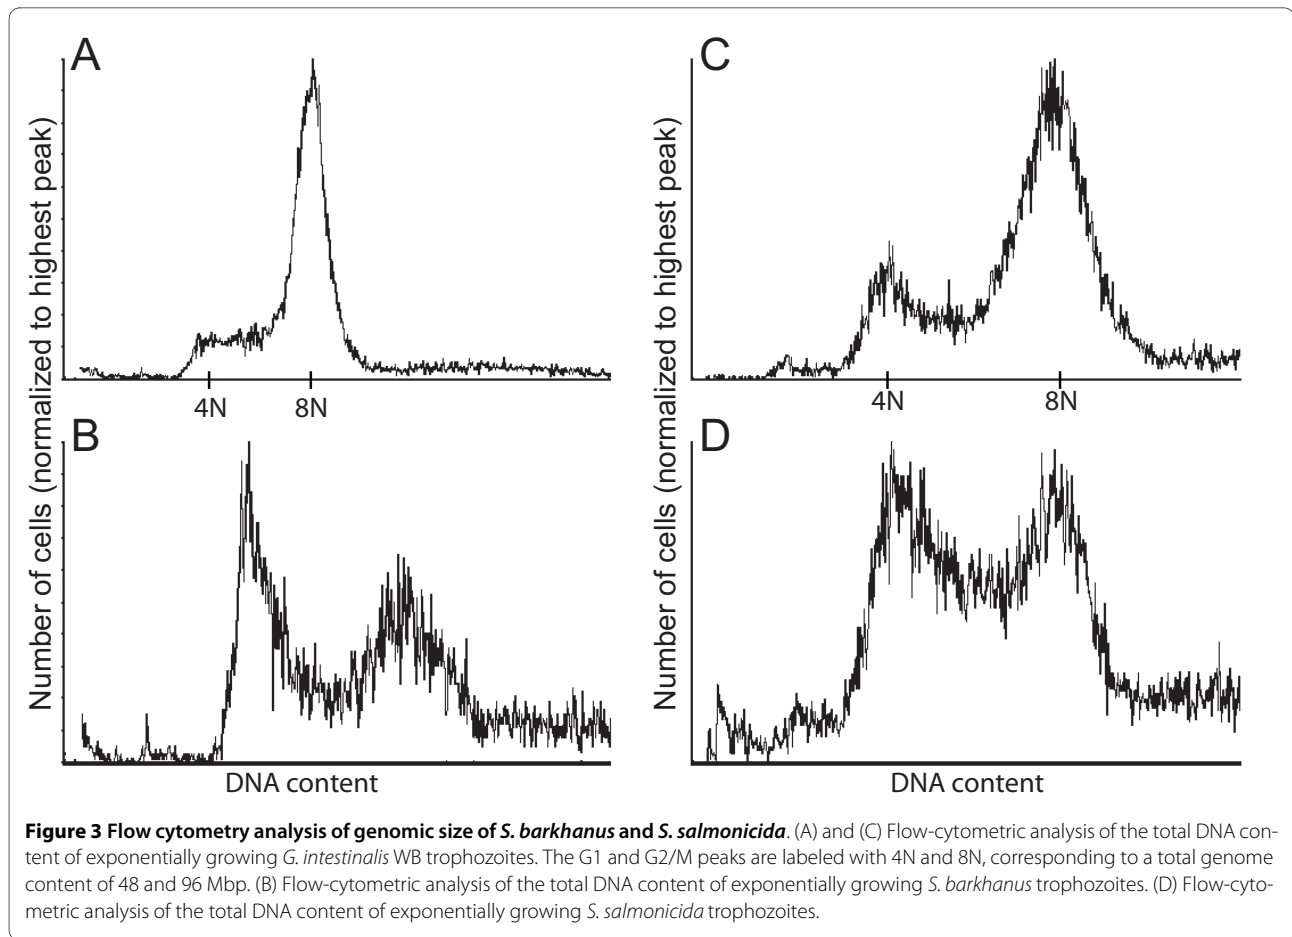 A
C
Number of cells (normalized to highest peak)
Number of cells (normalized to highest peak)
4N
8N
4N
8N
B
D
DNA content
DNA content
Figure 3 Flow cytometry analysis of genomic size of S. barkhanus and S. salmonicida. (A) and (C) Flow-cytometric analysis of the total DNA con-
tent of exponentially growing G. intestinalis WB trophozoites. The G1 and G2/M peaks are labeled with 4N and 8N, corresponding to a total genome
content of 48 and 96 Mbp. (B) Flow-cytometric analysis of the total DNA content of exponentially growing S. barkhanus trophozoites. (D) Flow-cyto-
metric analysis of the total DNA content of exponentially growing S. salmonicida trophozoites.